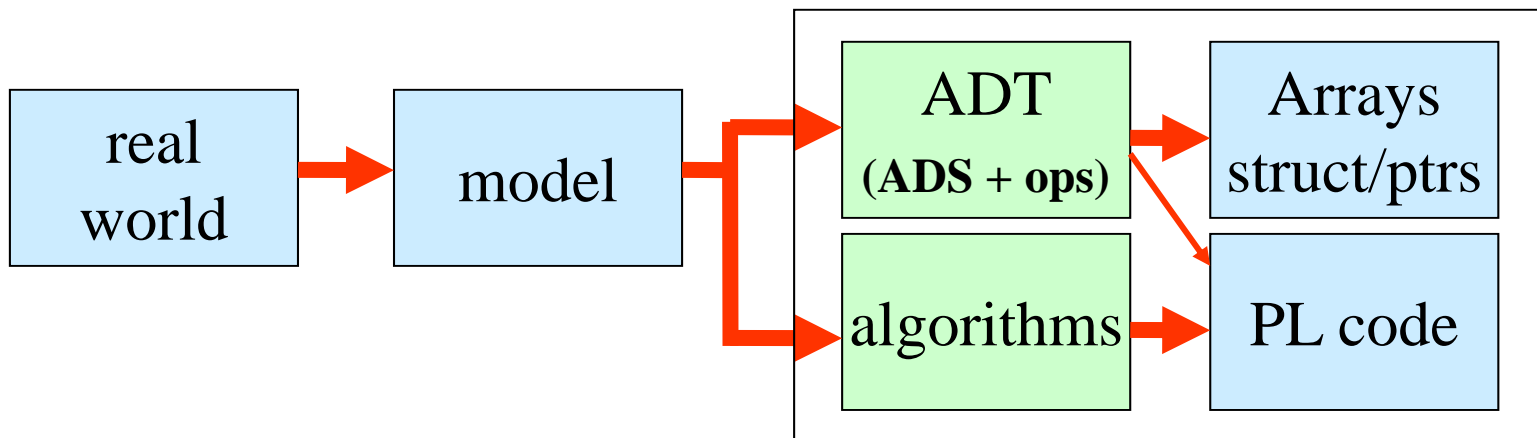 real
world
model
ADT
(ADS + ops)
Arrays
struct/ptrs
algorithms
PL code